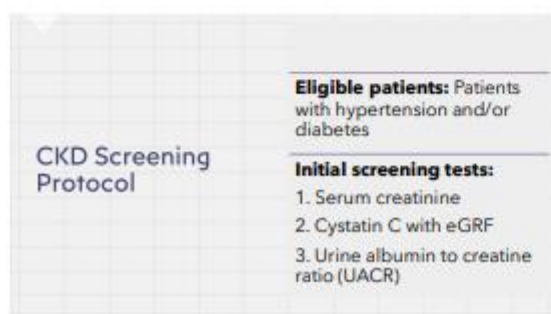 CKD Screening
Protocol
Eligible patients: Patients
with hypertension and/or
diabetes
Initial screening tests:
1. Serum creatinine
2. Cystatin C with eGRF
3. Urine albumin to creatine
ratio (UACR)